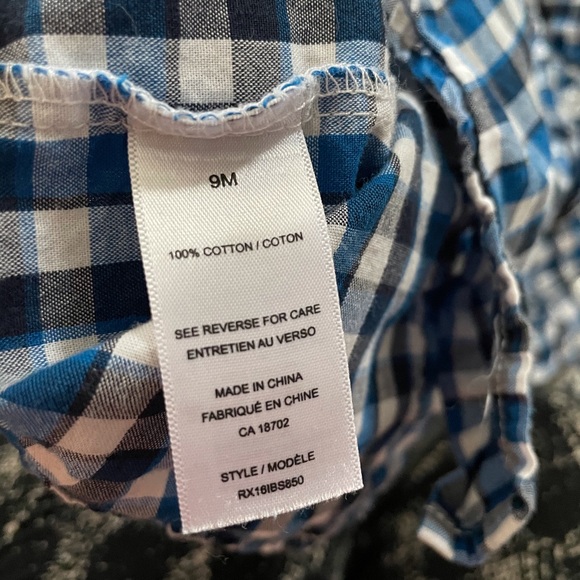 9M
100% COTTON / COTON
SEE REVERSE FOR CARE
ENTRETIEN AU VERSO
MADE IN CHINA
FABRIQUÉ EN CHINE
CA 18702
STYLE / MODÈLE
RX16IBS850